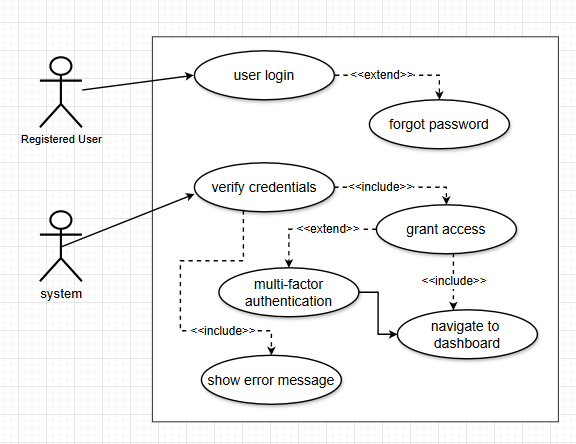 user login
<<extend>>
forgot password
Registered User
verify credentials
<<include>>
grant access
<<extend>>
system
multi-factor
authentication
<<include>>
navigate to
dashboard
<<include>>
show error message